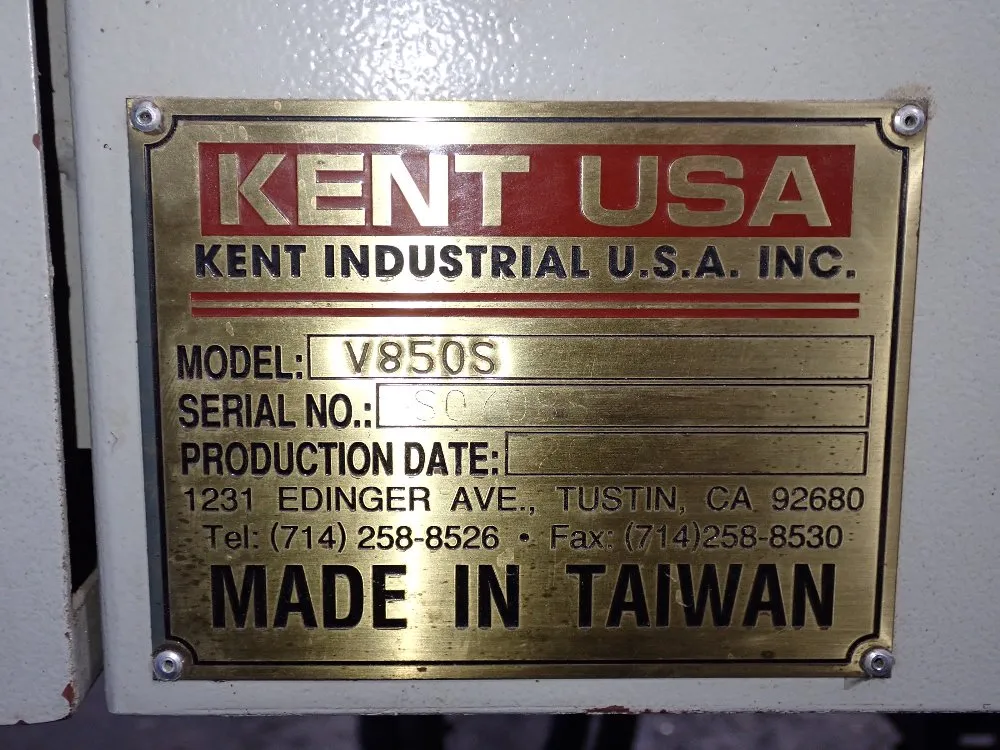 KENT USA
KENT INDUSTRIAL U.S.A. INC.
MODEL: V850S
SERIAL NO.:
PRODUCTION DATE:
1231 EDINGER AVE., TUSTIN, CA 92680
Tel: (714) 258-8526 • Fax: (714)258-8530
MADE IN TAIWAN